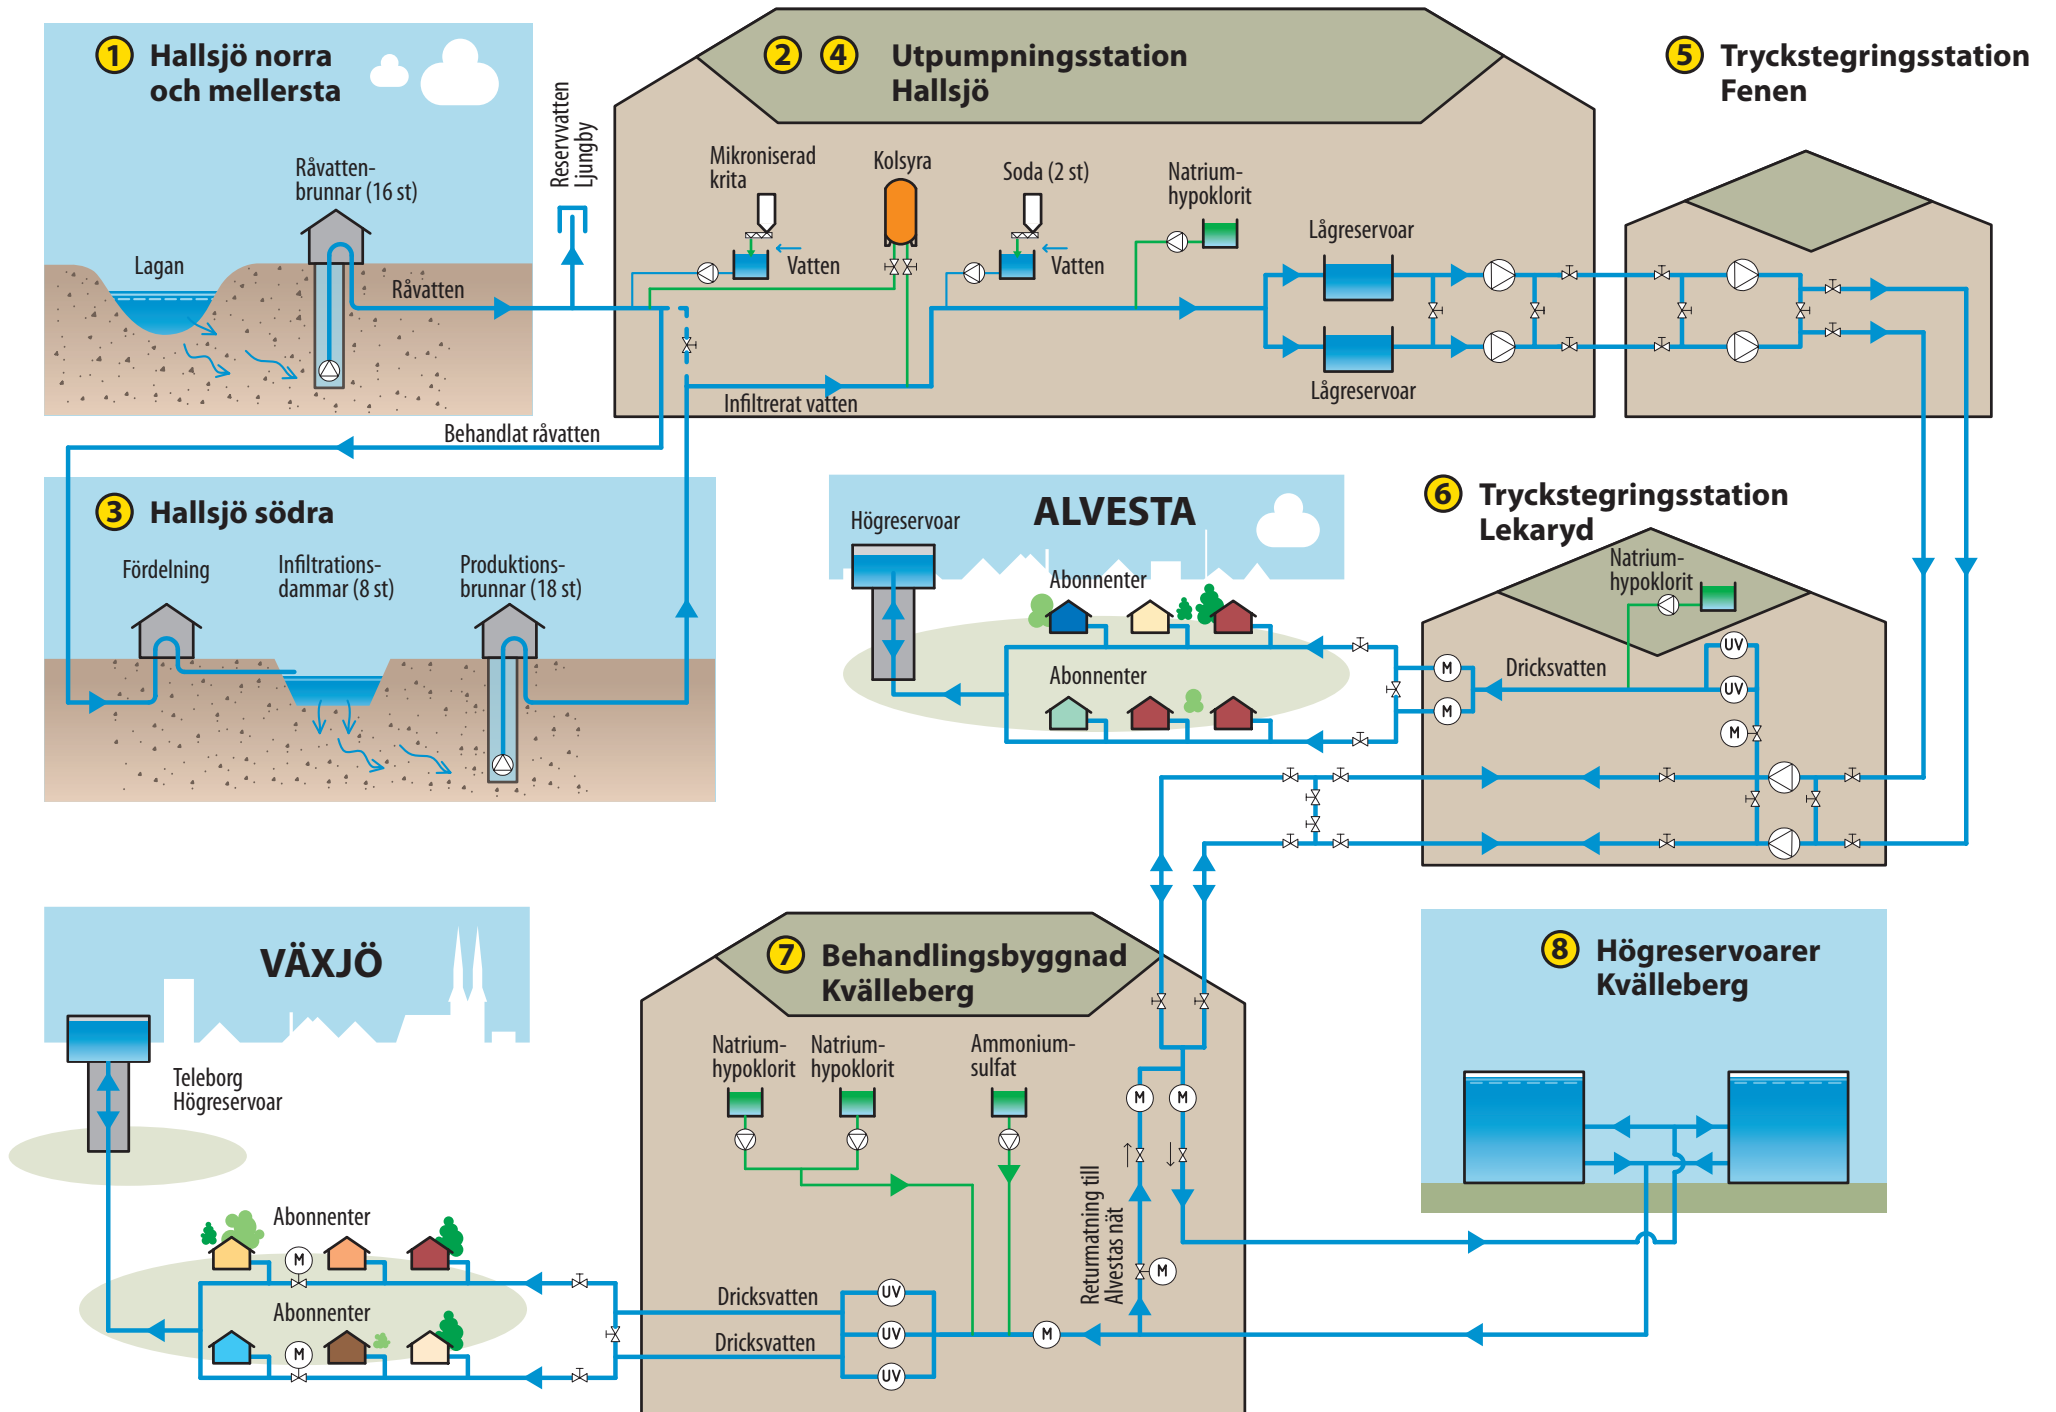 1 Hallsjö norra
och mellersta
Råvatten-
brunnar (16 st)
Lagan
Råvatten
Reservvatten
Ljungby
2 4 Utpumpningsstation
Hallsjö
Mikroniserad
krita
Vatten
Kolsyra
Soda (2 st)
Vatten
Natrium-
hypoklorit
Lågreservoar
Lågreservoar
Infiltrerat vatten
Behandlat råvatten
5 Tryckstegringsstation
Fenen
3 Hallsjö södra
Fördelning
Infiltrations-
dammar (8 st)
Produktions-
brunnar (18 st)
ALVESTA
Högreservoar
Abonnenter
Abonnenter
6 Tryckstegringsstation
Lekaryd
Natrium-
hypoklorit
Dricksvatten
UV
UV
M
M
M
VÄXJÖ
Teleborg
Högreservoar
Abonnenter
M
Abonnenter
M
7 Behandlingsbyggnad
Kvälleberg
Natrium-
hypoklorit
Natrium-
hypoklorit
Ammonium-
sulfat
M
M
Returmatning till
Alvestas nät
M
Dricksvatten
Dricksvatten
UV
UV
UV
M
8 Högreservoarer
Kvälleberg